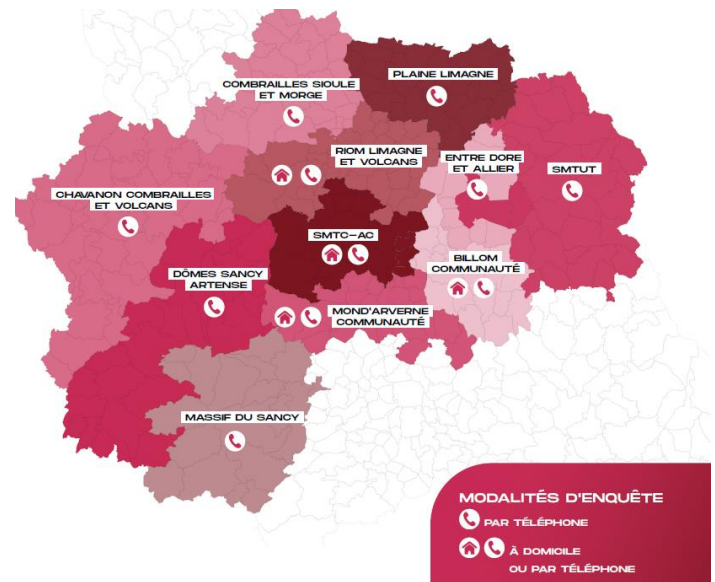 PLAINE LIMAGNE
COMBRAILLES SIOULE
ET MORGE
RIOM LIMAGNE
ET VOLCANS
ENTRE DORE
ET ALLIER
SMTUT
CHAVANON COMBRAILLES
ET VOLCANS
SMTC-AC
BILLOM
COMMUNAUTÉ
DÔMES SANCY
ARTENSE
MOND'ARVERNE
COMMUNAUTÉ
MASSIF DU SANCY
MODALITÉS D'ENQUÊTE
PAR TÉLÉPHONE
À DOMICILE
OU PAR TÉLÉPHONE